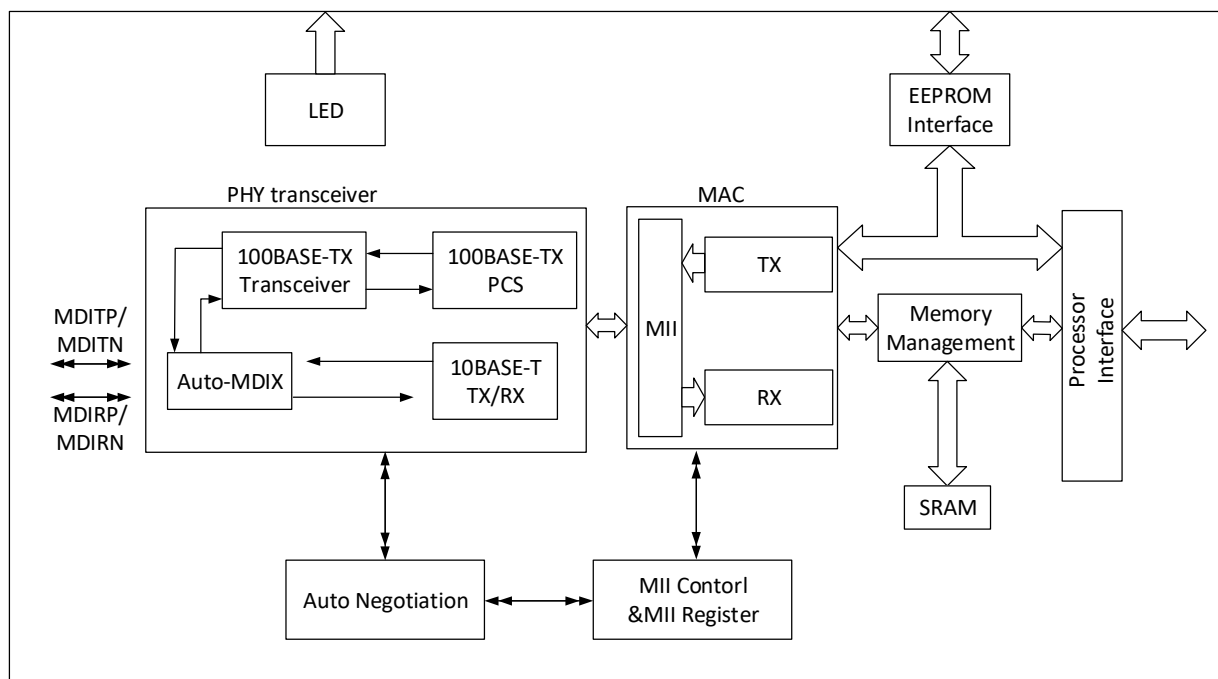 LED
EEPROM
Interface
PHY transceiver
MAC
100BASE-TX
Transceiver
100BASE-TX
PCS
TX
MII
Memory
Management
Processor
Interface
MDITP/
MDITN
Auto-MDIX
10BASE-T
TX/RX
RX
MDIRP/
MDIRN
SRAM
Auto Negotiation
MII Contorl
&MII Register